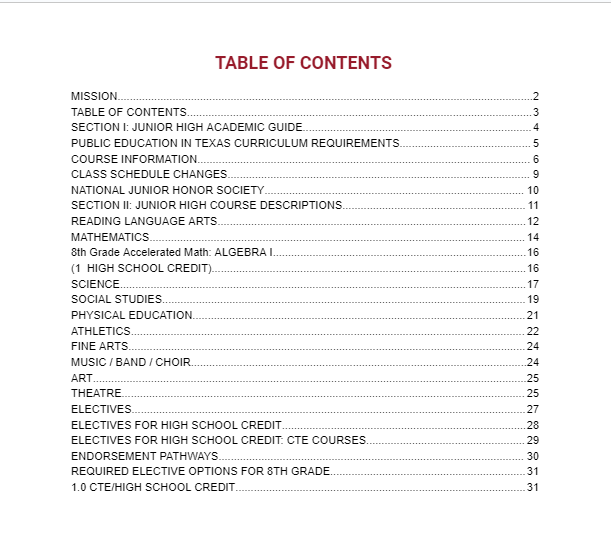 TABLE OF CONTENTS
MISSION 2
TABLE OF CONTENTS 3
SECTION I: JUNIOR HIGH ACADEMIC GUIDE 4
PUBLIC EDUCATION IN TEXAS CURRICULUM REQUIREMENTS 5
COURSE INFORMATION 6
CLASS SCHEDULE CHANGES 9
NATIONAL JUNIOR HONOR SOCIETY 10
SECTION II: JUNIOR HIGH COURSE DESCRIPTIONS 11
READING LANGUAGE ARTS 12
MATHEMATICS 14
8th Grade Accelerated Math: ALGEBRA I 16
(1 HIGH SCHOOL CREDIT) 16
SCIENCE 17
SOCIAL STUDIES 19
PHYSICAL EDUCATION 21
ATHLETICS 22
FINE ARTS 24
MUSIC / BAND / CHOIR 24
ART 25
THEATRE 25
ELECTIVES 27
ELECTIVES FOR HIGH SCHOOL CREDIT 28
ELECTIVES FOR HIGH SCHOOL CREDIT: CTE COURSES 29
ENDORSEMENT PATHWAYS 30
REQUIRED ELECTIVE OPTIONS FOR 8TH GRADE 31
1.0 CTE/HIGH SCHOOL CREDIT 31